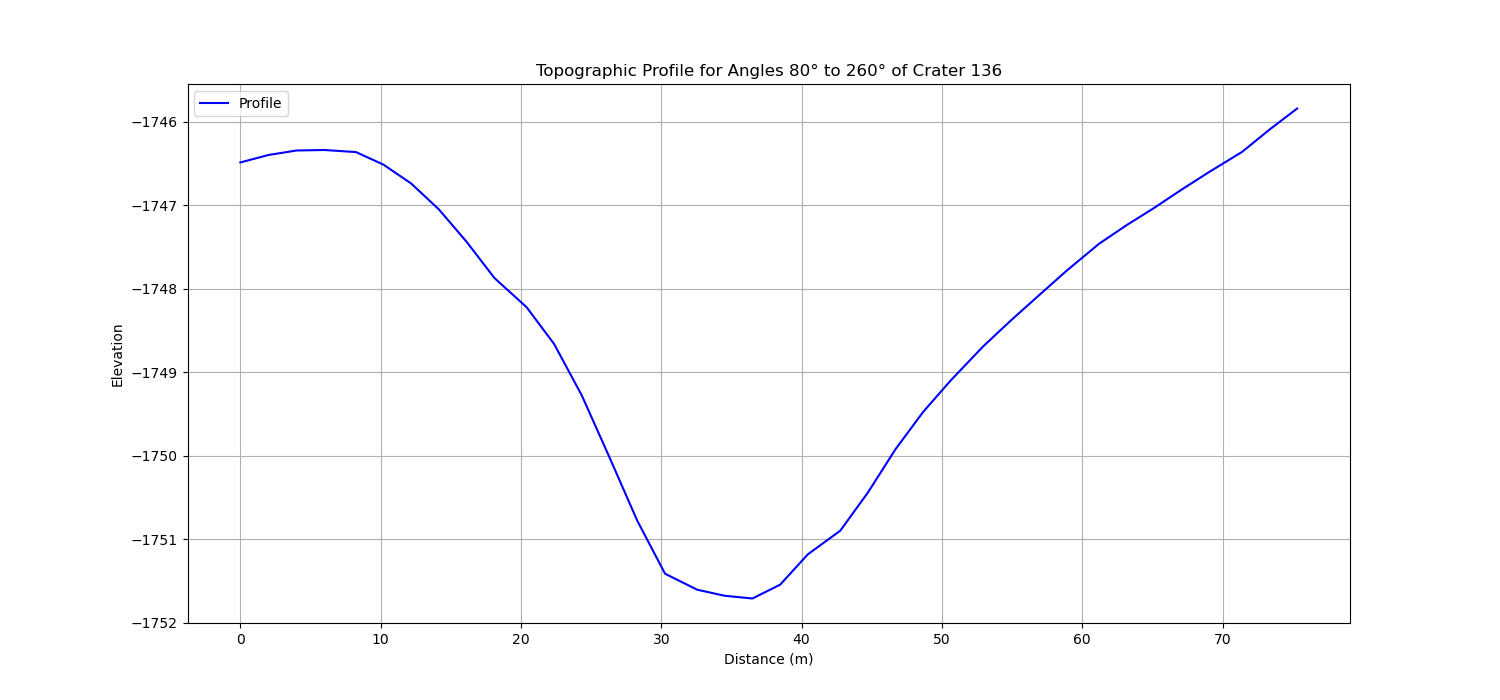 Topographic Profile for Angles 80° to 260° of Crater 136
Profile
−1746
−1747
−1748
−1749
−1750
−1751
−1752
Elevation
0 10 20 30 40 50 60 70
Distance (m)